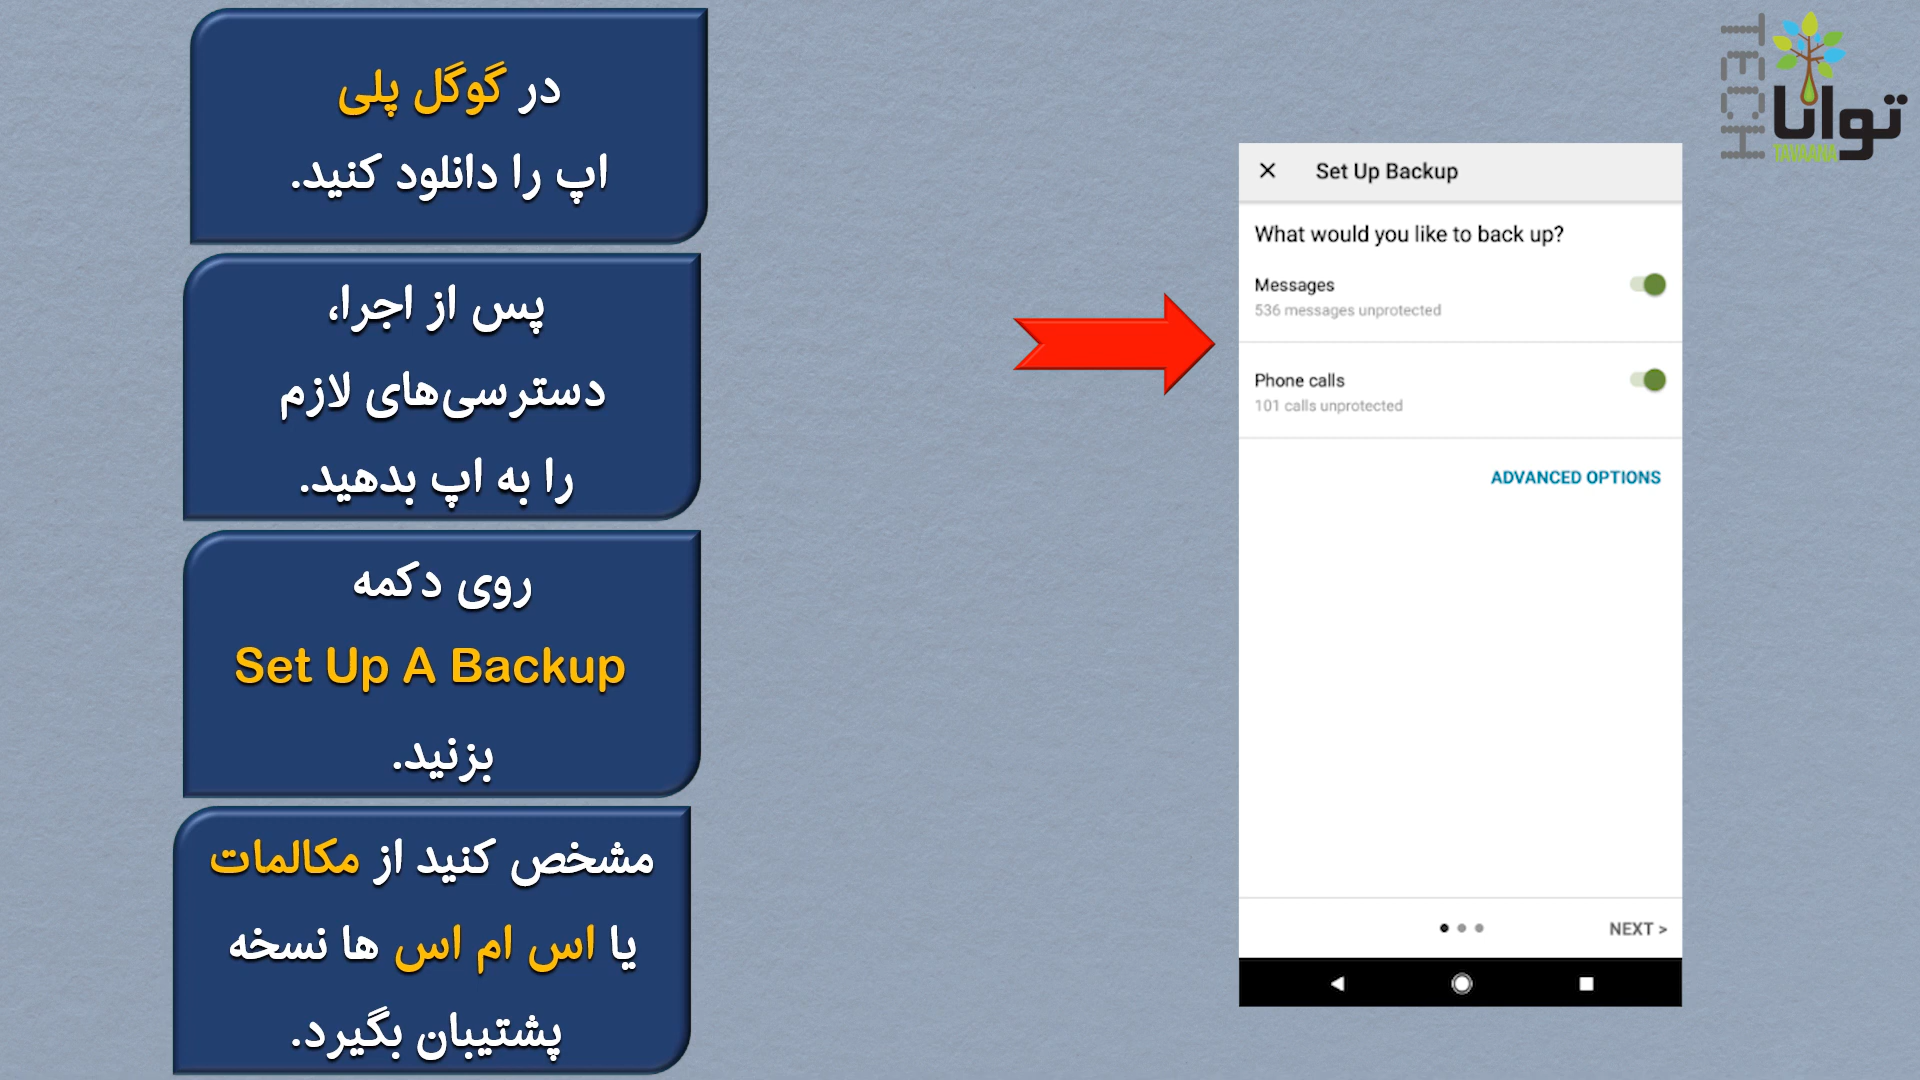 در گوگل پلی
اپ را دانلود کنید.
پس از اجرا،
دسترسی‌های لازم
را به اپ بدهید.
روی دکمه
Set Up A Backup
بزنید.
مشخص کنید از مکالمات
یا اس ام اس ها نسخه
پشتیبان بگیرد.
Set Up Backup
What would you like to back up?
Messages
536 messages unprotected
Phone calls
101 calls unprotected
ADVANCED OPTIONS
NEXT >
TECH
توانا
TAVAANA